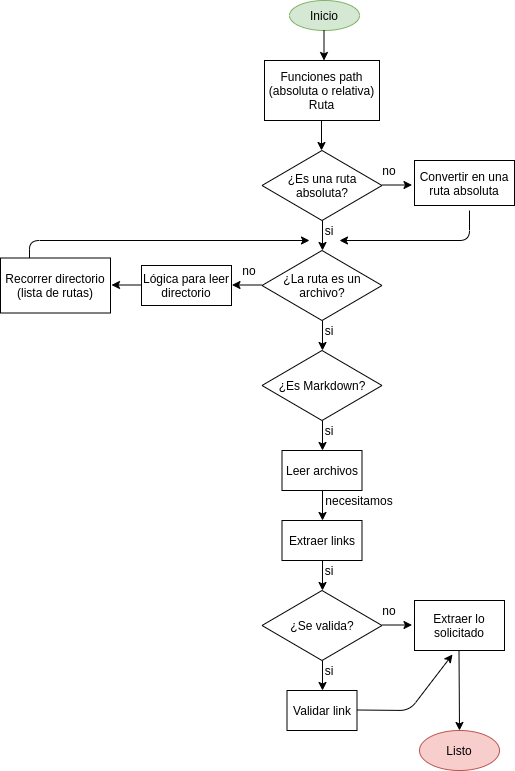 Inicio
Funciones path
(absoluta o relativa)
Ruta
¿Es una ruta
absoluta?
no
Convertir en una
ruta absoluta
si
Recorrer directorio
(lista de rutas)
Lógica para leer
directorio
no
¿La ruta es un
archivo?
si
¿Es Markdown?
si
Leer archivos
necesitamos
Extraer links
si
¿Se valida?
no
Extraer lo
solicitado
si
Validar link
Listo